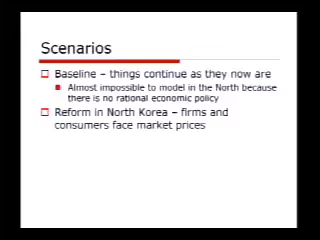 Scenarios
Baseline – things continue as they now are
Almost impossible to model in the North because
there is no rational economic policy
Reform in North Korea – firms and
consumers face market prices